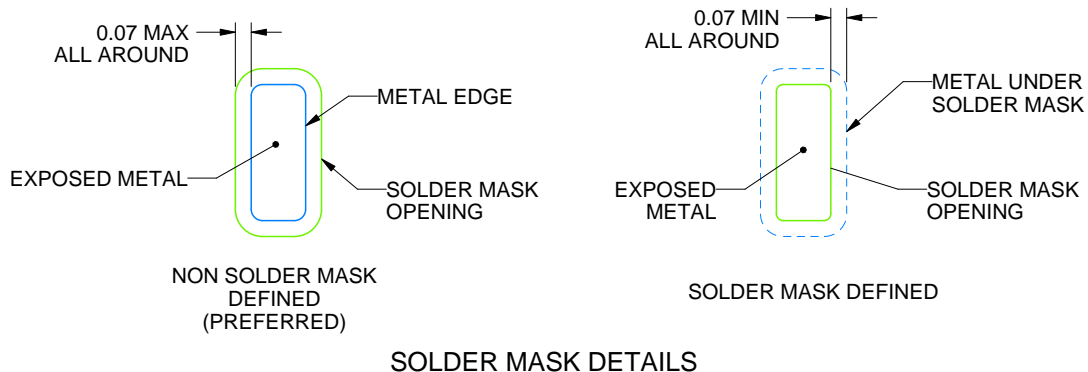 0.07 MAX
ALL AROUND
METAL EDGE
EXPOSED METAL
SOLDER MASK
OPENING
NON SOLDER MASK
DEFINED
(PREFERRED)
0.07 MIN
ALL AROUND
METAL UNDER
SOLDER MASK
EXPOSED
METAL
SOLDER MASK
OPENING
SOLDER MASK DEFINED
SOLDER MASK DETAILS